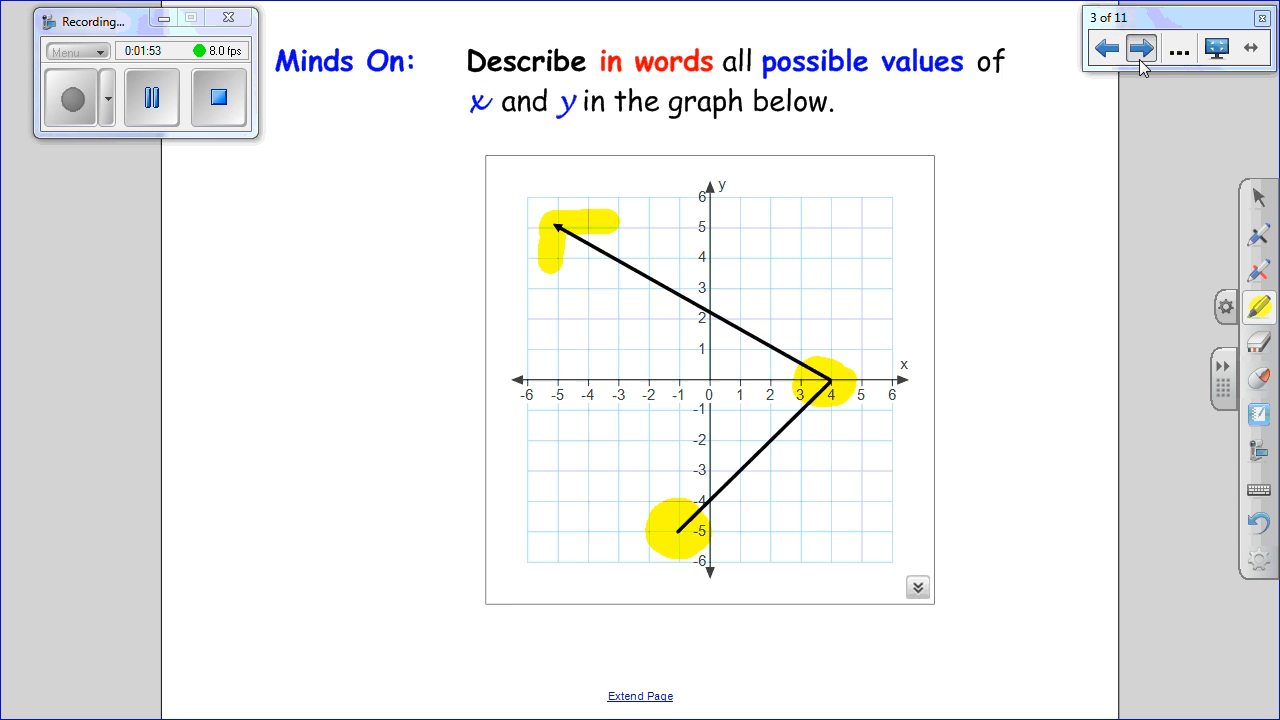 Recording...
Menu
0:01:53
8.0 fps
3 of 11
Minds On: Describe in words all possible values of
x and y in the graph below.
y
x
6
5
4
3
2
1
-6 -5 -4 -3 -2 -1 0 1 2 3 4 5 6
-1
-2
-3
-4
-5
-6
Extend Page